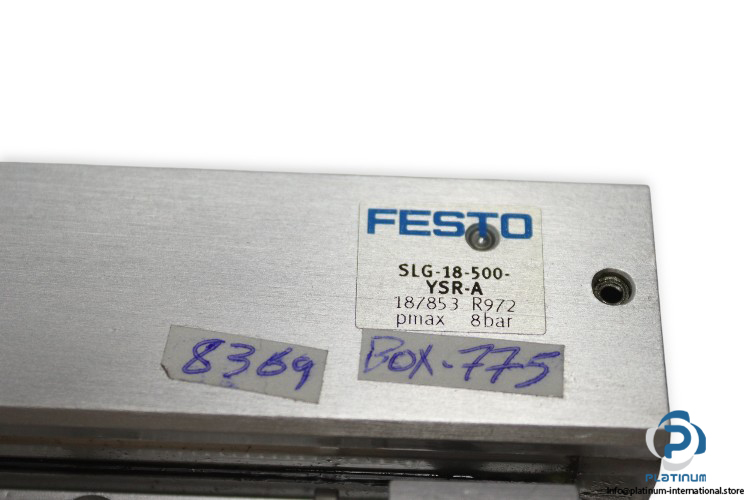 FESTO
SLG-18-500-
YSR-A
187853 R972
pmax 8bar
8369
BOX-775
PLATINUM
info@platinum-international.store